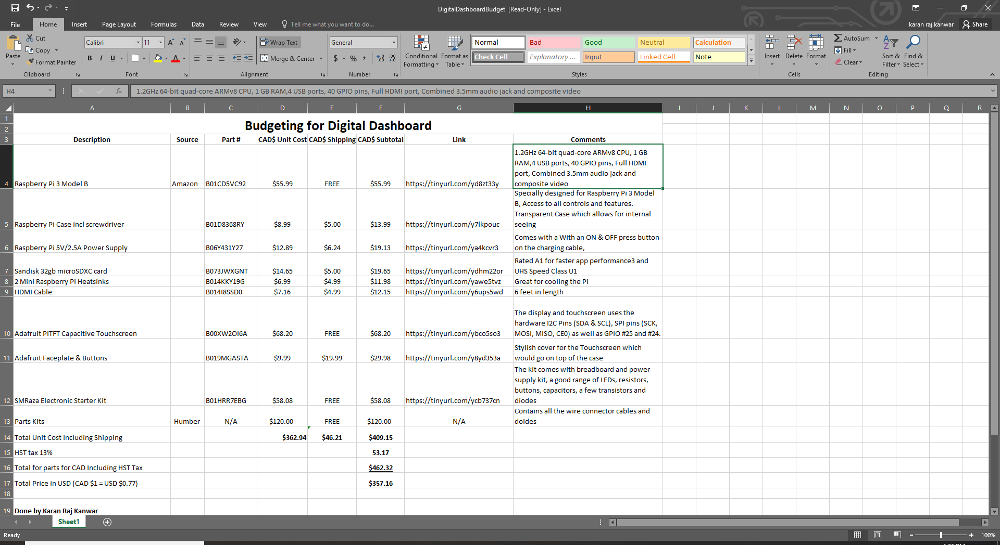 DigitalDashboardBudget [Read-Only] - Excel
File Home Insert Page Layout Formulas Data Review View Tell me what you want to do... karan raj kanwar Share
Paste Cut Copy Format Painter Clipboard
Calibri 11 B I U A A A Font
Wrap Text Merge & Center Alignment
General $ % , Number
Conditional Formatting Format as Table
Normal Bad Good Neutral Calculation
Check Cell Explanatory ... Input Linked Cell Note
Styles
Insert Delete Format Cells
AutoSum Fill Clear Sort & Filter Find & Select Editing
H4 fx 1.2GHz 64-bit quad-core ARMv8 CPU, 1 GB RAM,4 USB ports, 40 GPIO pins, Full HDMI port, Combined 3.5mm audio jack and composite video
A B C D E F G H I J K L M N O P Q R
1
2 Budgeting for Digital Dashboard
3 Description Source Part # CAD$ Unit Cost CAD$ Shipping CAD$ Subtotal Link Comments
1.2GHz 64-bit quad-core ARMv8 CPU, 1 GB
RAM,4 USB ports, 40 GPIO pins, Full HDMI
port, Combined 3.5mm audio jack and
4 Raspberry Pi 3 Model B Amazon B01CD5VC92 $55.99 FREE $55.99 https://tinyurl.com/yd8zt33y composite video
Specially designed for Raspberry Pi 3 Model
B, Access to all controls and features.
Transparent Case which allows for internal
5 Raspberry Pi Case incl screwdriver B01D8368RY $8.99 $5.00 $13.99 https://tinyurl.com/y7lkpouc seeing
Comes with a With an ON & OFF press button
6 Raspberry Pi 5V/2.5A Power Supply B06Y431Y27 $12.89 $6.24 $19.13 https://tinyurl.com/ya4kcvr3 on the charging cable,
Rated A1 for faster app performance3 and
7 Sandisk 32gb microSDXC card B073JWXGNT $14.65 $5.00 $19.65 https://tinyurl.com/ydhm22or UHS Speed Class U1
8 2 Mini Raspberry Pi Heatsinks B014KKY19G $6.99 $4.99 $11.98 https://tinyurl.com/yawe5tvz Great for cooling the Pi
9 HDMI Cable B014I8SSD0 $7.16 $4.99 $12.15 https://tinyurl.com/y6ups5wd 6 feet in length
The display and touchscreen uses the
hardware I2C Pins (SDA & SCL), SPI pins (SCK,
10 Adafruit PiTFT Capacitive Touchscreen B00XW2OI6A $68.20 FREE $68.20 https://tinyurl.com/ybco5so3 MOSI, MISO, CE0) as well as GPIO #25 and #24.
Stylish cover for the Touchscreen which
11 Adafruit Faceplate & Buttons B019MGASTA $9.99 $19.99 $29.98 https://tinyurl.com/y8yd353a would go on top of the case
The kit comes with breadboard and power
supply kit, a good range of LEDs, resistors,
buttons, capacitors, a few transistors and
12 SMRaza Electronic Starter Kit B01HRR7EBG $58.08 FREE $58.08 https://tinyurl.com/ycb737cn diodes
Contains all the wire connector cables and
13 Parts Kits Humber N/A $120.00 FREE $120.00 N/A doides
14 Total Unit Cost Including Shipping $362.94 $46.21 $409.15
15 HST tax 13% 53.17
16 Total for parts for CAD Including HST Tax $462.32
17 Total Price in USD (CAD $1 = USD $0.77) $357.16
18
19 Done by Karan Raj Kanwar
Sheet1
Ready 100%